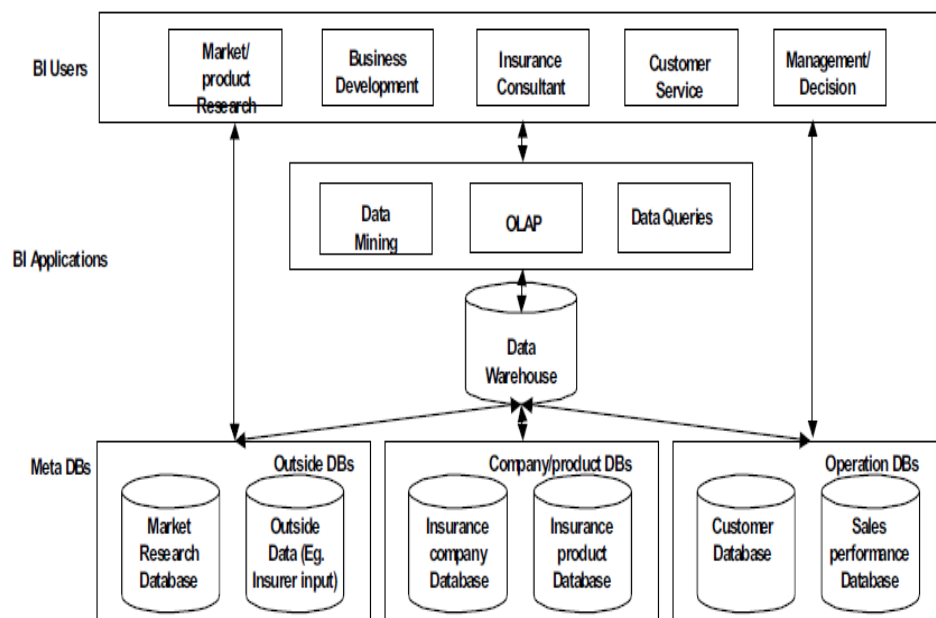 BI Users
Market/
product
Research
Business
Development
Insurance
Consultant
Customer
Service
Management/
Decision
BI Applications
Data
Mining
OLAP
Data Queries
Data
Warehouse
Meta DBs
Outside DBs
Market
Research
Database
Outside
Data (Eg.
Insurer input)
Company/product DBs
Insurance
company
Database
Insurance
product
Database
Operation DBs
Customer
Database
Sales
performance
Database